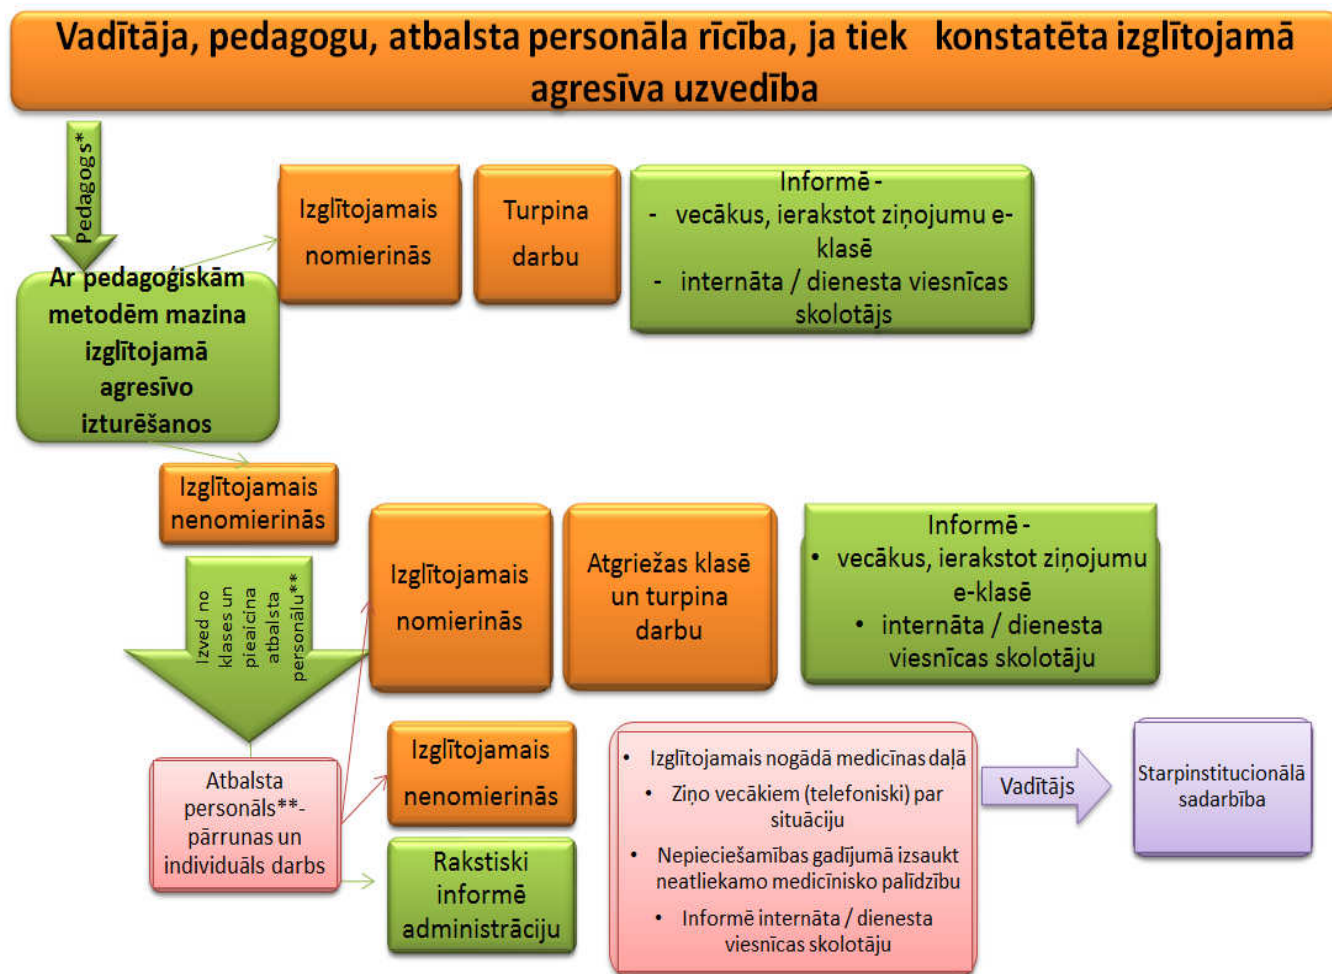 Vadītāja, pedagogu, atbalsta personāla rīcība, ja tiek konstatēta izglītojamā
agresīva uzvedība
Pedagogs*
Izglītojamais
nomierinās
Turpina
darbu
Informē -
- vecākus, ierakstot ziņojumu e-
klasē
- internāta / dienesta viesnīcas
skolotājs
Ar pedagoģiskām
metodēm mazina
izglītojamā
agresīvo
izturēšanos
Izglītojamais
nenomierinās
Izved no
klases un
pieaicina
atbalsta
personālu**
Izglītojamais
nomierinās
Atgriežas klasē
un turpina
darbu
Informē -
• vecākus, ierakstot ziņojumu
e-klasē
• internāta / dienesta
viesnīcas skolotāju
Atbalsta
personāls**-
pārrunas un
individuāls darbs
Izglītojamais
nenomierinās
Rakstiski
informē
administrāciju
• Izglītojamais nogādā medicīnas daļā
• Ziņo vecākiem (telefoniski) par
situāciju
• Nepieciešamības gadījumā izsaukt
neatliekamo medicīnisko palīdzību
• Informē internāta / dienesta
viesnīcas skolotāju
Vadītājs
Starpinstitucionālā
sadarbība